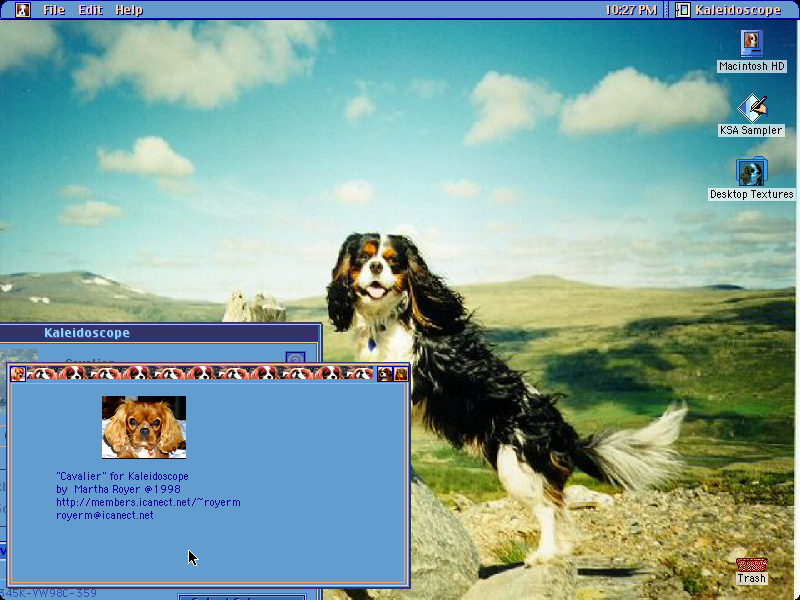 File Edit Help 10:27 PM Kaleidoscope
Macintosh HD
KSA Sampler
Desktop Textures
Kaleidoscope
Cavalier
"Cavalier" for Kaleidoscope
by Martha Royer @1998
http://members.icanect.net/~royerm
royerm@icanect.net
Trash
345K-YW98C-359